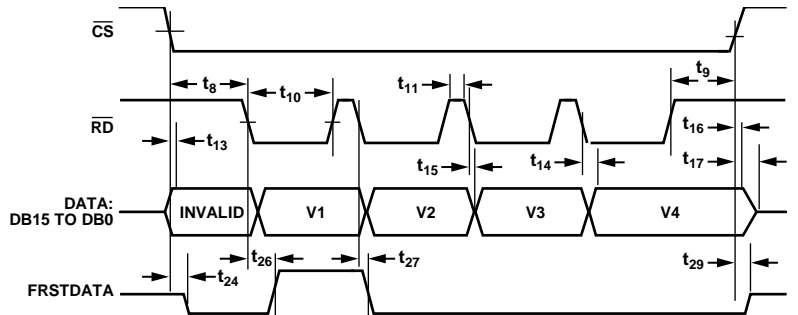 CS
t8
t10
t11
t9
RD
t13
t15
t14
t16
t17
DATA:
DB15 TO DB0
INVALID
V1
V2
V3
V4
t24
t26
t27
t29
FRSTDATA